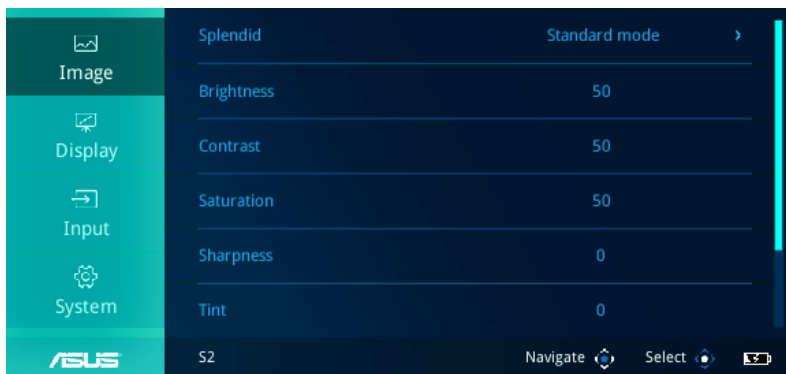 Image
Display
Input
System
Splendid Standard mode
Brightness 50
Contrast 50
Saturation 50
Sharpness 0
Tint 0
ASUS S2 Navigate Select